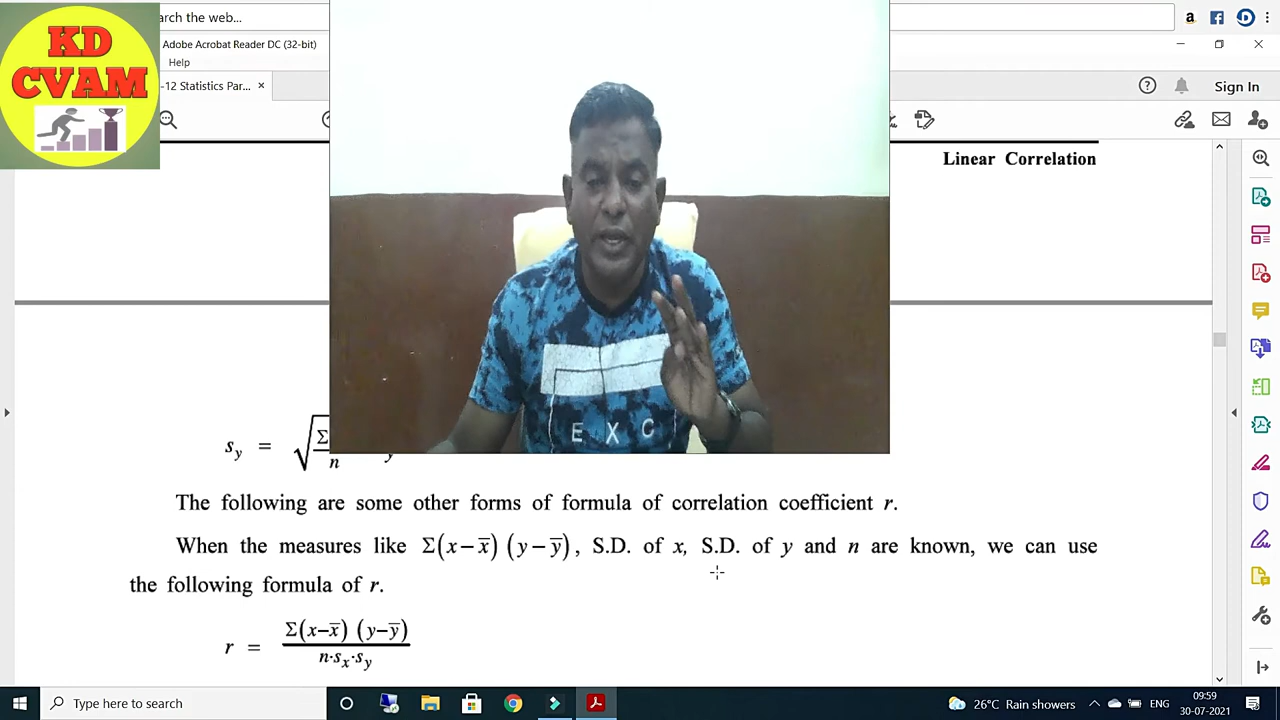 KD
CVAM
rch the web...
Adobe Acrobat Reader DC (32-bit)
Help
-12 Statistics Par...
Sign In
Linear Correlation
E X C
s_y = √Σ
n
y
The following are some other forms of formula of correlation coefficient r.
When the measures like Σ(x−x̅) (y−y̅), S.D. of x, S.D. of y and n are known, we can use
the following formula of r.
r = Σ(x−x̅) (y−y̅)
n·s_x·s_y
Type here to search
26°C Rain showers
ENG
09:59
30-07-2021